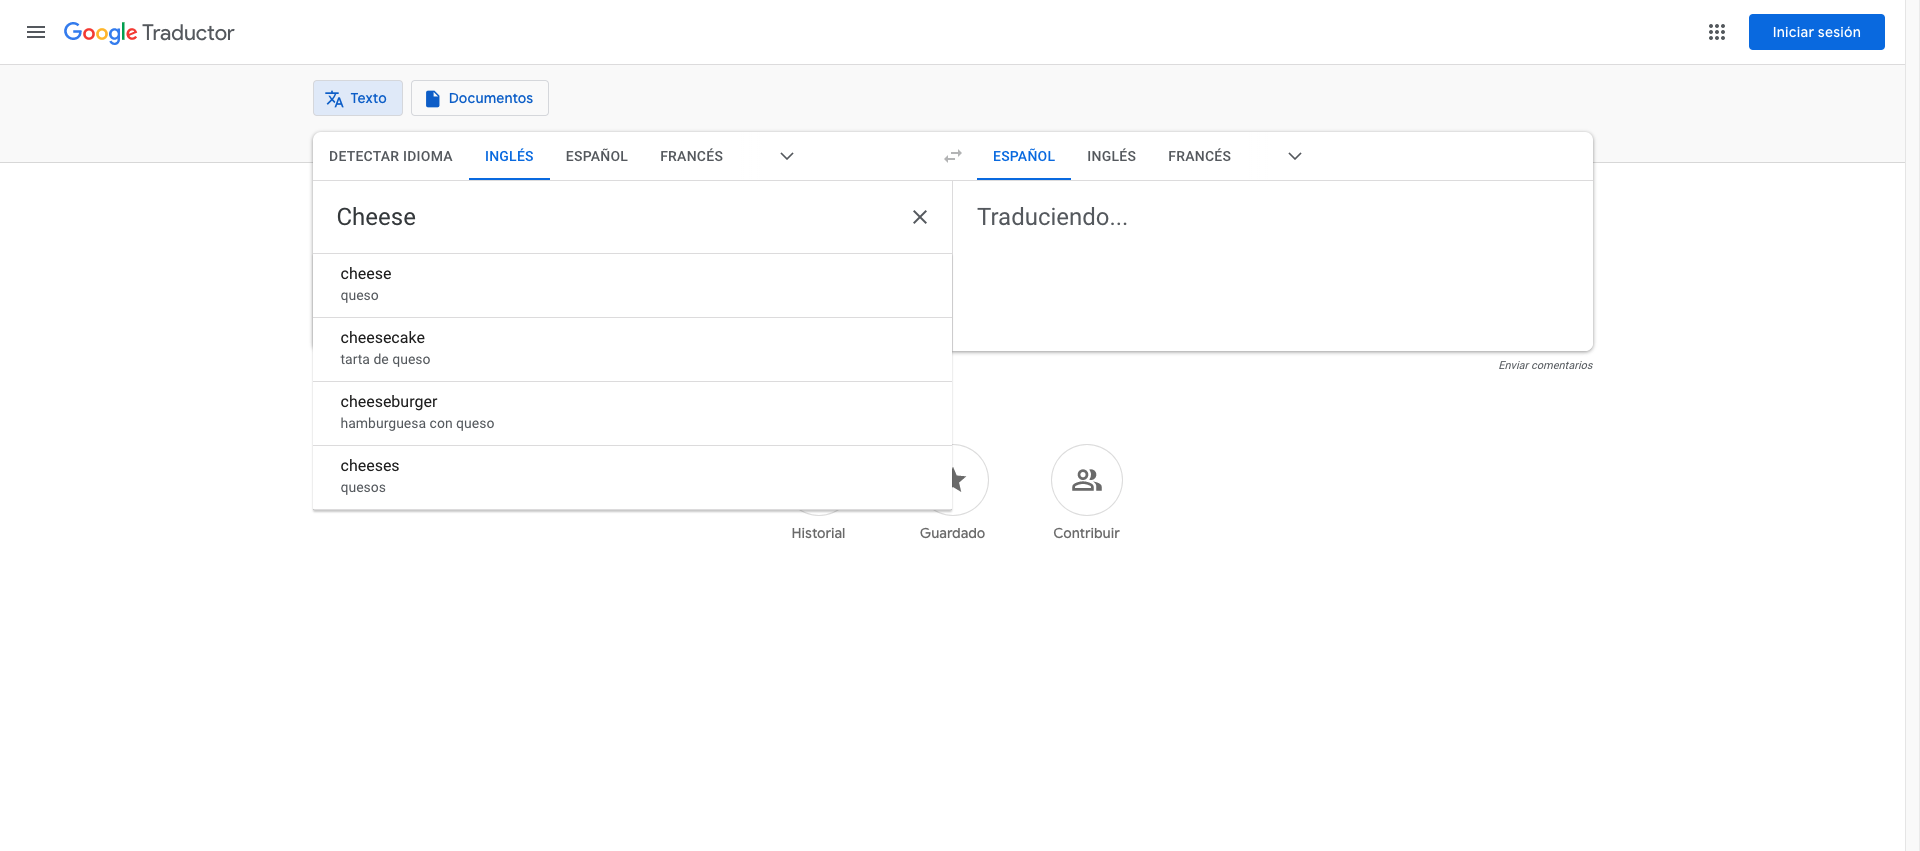 Google Traductor
Iniciar sesión
Texto
Documentos
DETECTAR IDIOMA INGLÉS ESPAÑOL FRANCÉS
ESPAÑOL INGLÉS FRANCÉS
Cheese
Traduciendo...
cheese
queso
cheesecake
tarta de queso
cheeseburger
hamburguesa con queso
cheeses
quesos
Enviar comentarios
Historial
Guardado
Contribuir